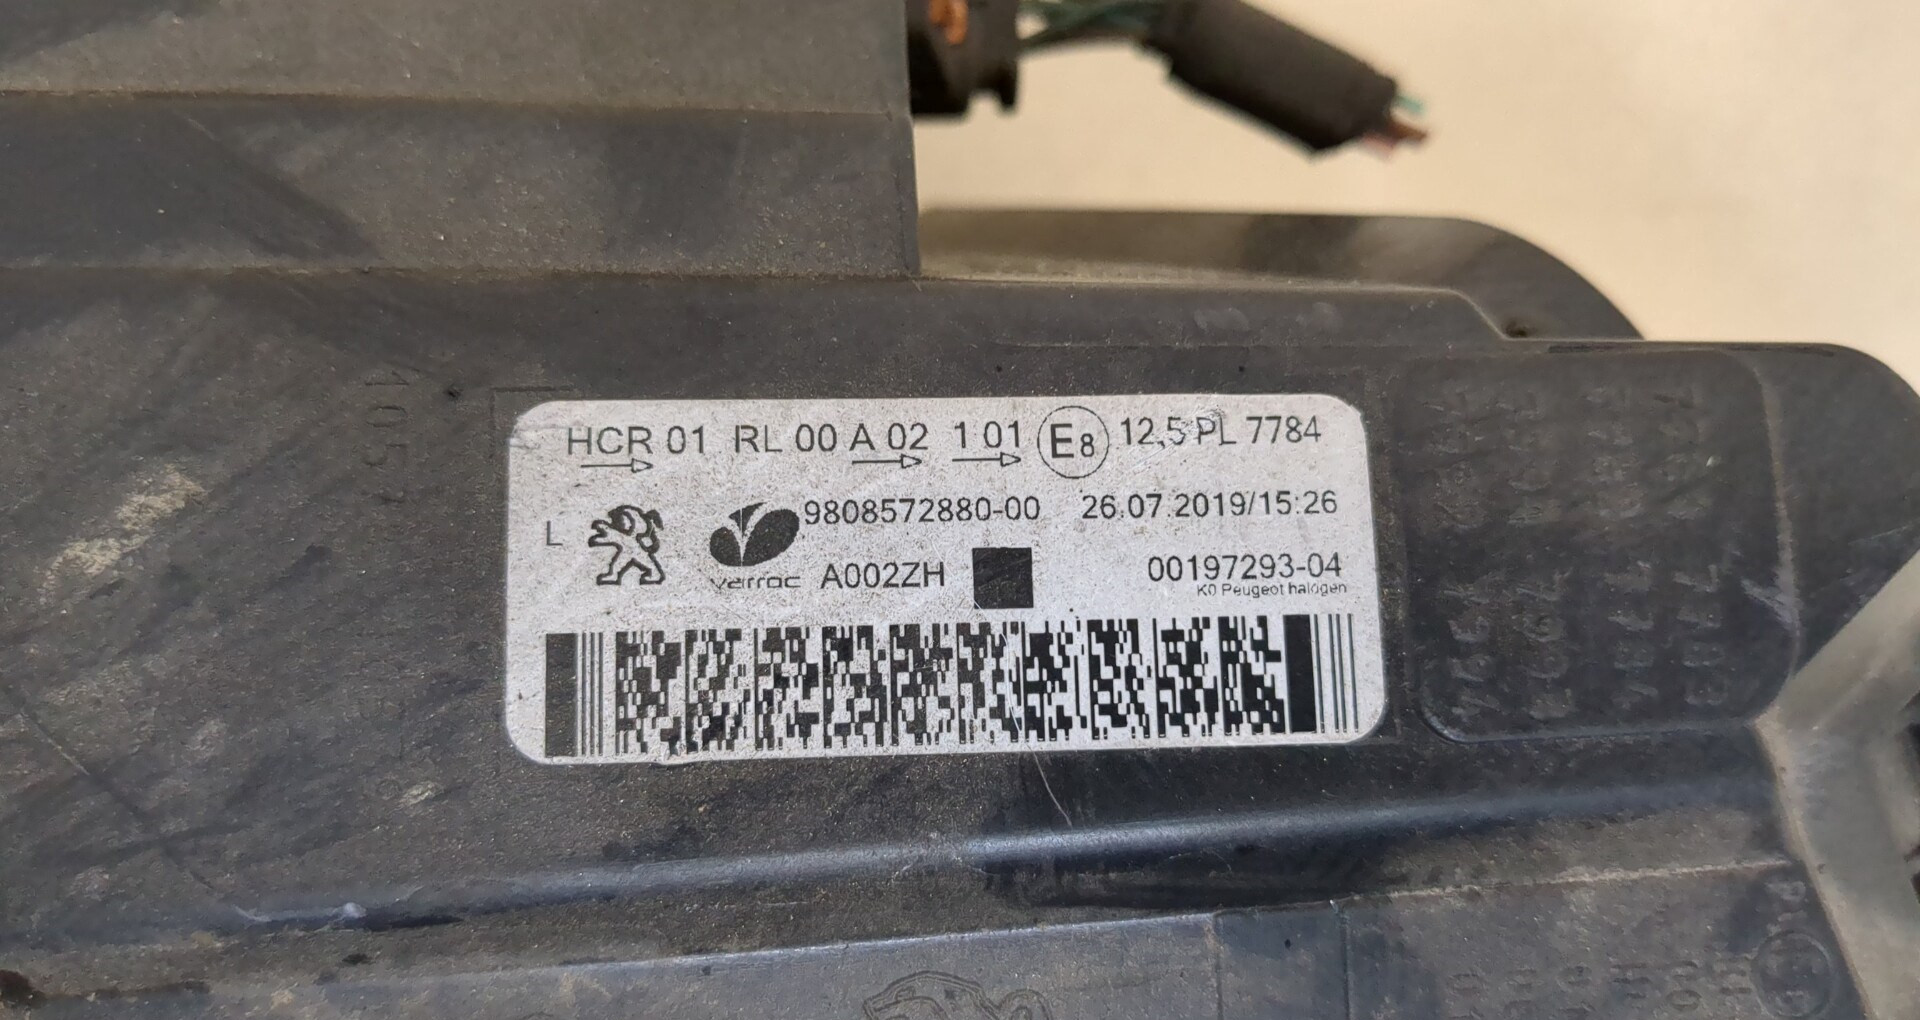 HCR 01 RL 00 A 02 1 01 E8 12,5 PL 7784
L varroc 9808572880-00 26.07.2019/15:26
A002ZH 00197293-04
K0 Peugeot halogen